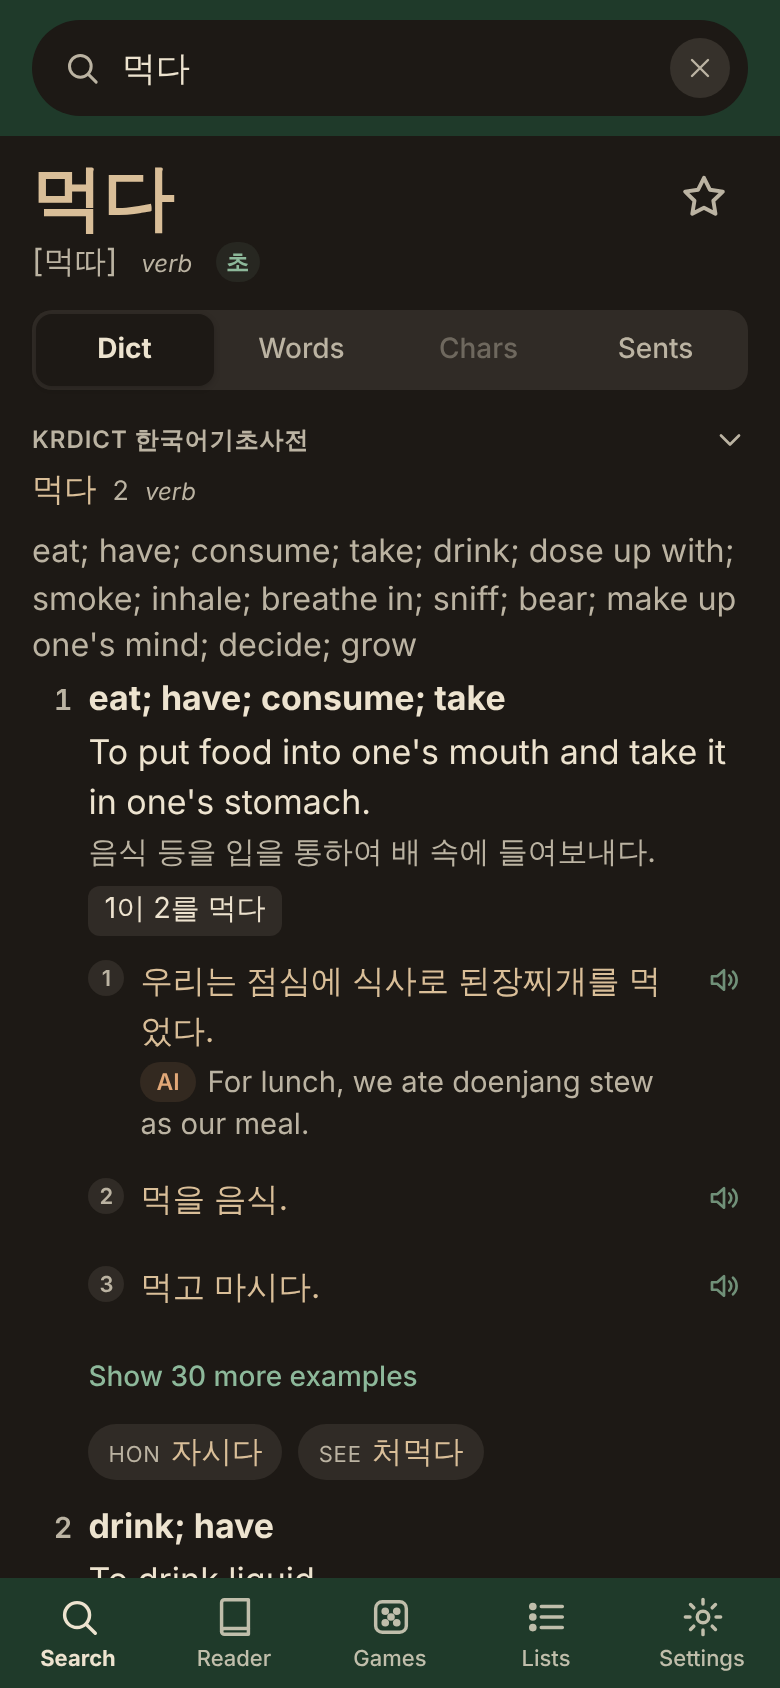 먹다
먹다
[먹따] verb 초
Dict Words Chars Sents
KRDICT 한국어기초사전
먹다 2 verb
eat; have; consume; take; drink; dose up with;
smoke; inhale; breathe in; sniff; bear; make up
one's mind; decide; grow
1 eat; have; consume; take
To put food into one's mouth and take it
in one's stomach.
음식 등을 입을 통하여 배 속에 들여보내다.
1이 2를 먹다
1 우리는 점심에 식사로 된장찌개를 먹
었다.
AI For lunch, we ate doenjang stew
as our meal.
2 먹을 음식.
3 먹고 마시다.
Show 30 more examples
HON 자시다 SEE 처먹다
2 drink; have
To drink liquid
Search Reader Games Lists Settings